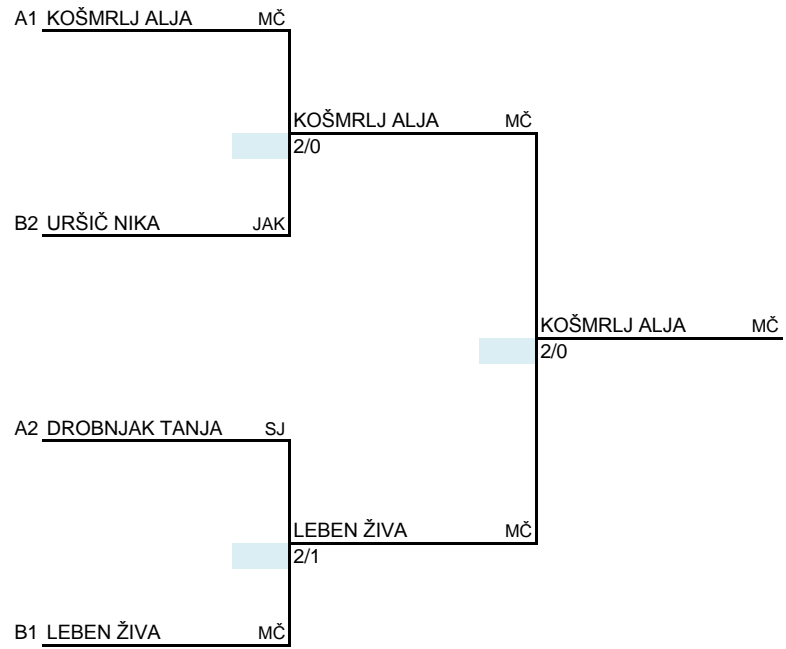 A1 KOŠMRLJ ALJA MČ
KOŠMRLJ ALJA MČ
2/0
B2 URŠIČ NIKA JAK
KOŠMRLJ ALJA MČ
2/0
A2 DROBNJAK TANJA SJ
LEBEN ŽIVA MČ
2/1
B1 LEBEN ŽIVA MČ